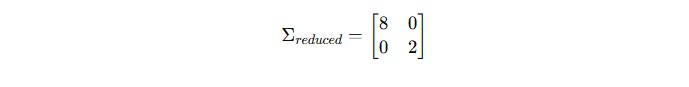 Σ_reduced = [8 0
0 2]